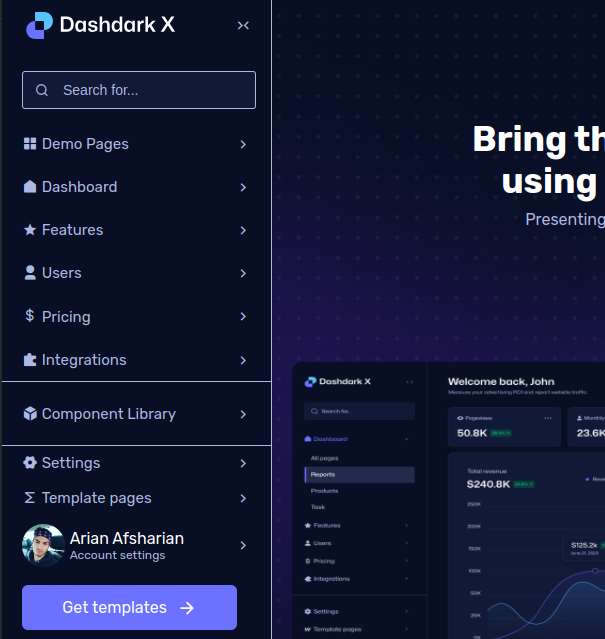 Dashdark X
Search for...
Demo Pages
Dashboard
Features
Users
Pricing
Integrations
Component Library
Settings
Template pages
Arian Afsharian
Account settings
Get templates
Bring th
using
Presenting
Dashdark X
Search for..
Dashboard
All pages
Reports
Products
Task
Features
Users
Pricing
Integrations
Settings
Template pages
Welcome back, John
Measure your advertising ROI and report website traffic.
Pageviews
50.8K
Monthly
23.6K
Total revenue
$240.8K
Reve
250K
200K
150K
100K
50K
25K
0K
$125.2k
June 21, 2023